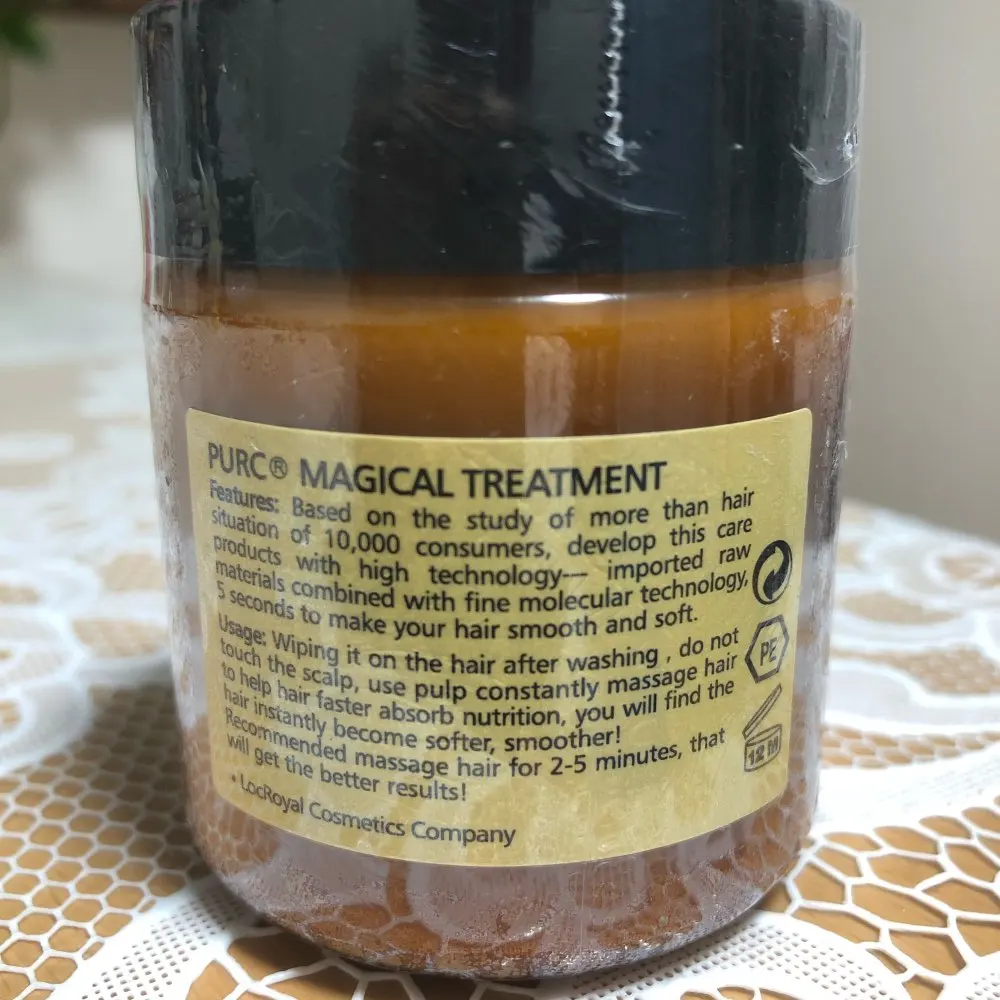 PURC® MAGICAL TREATMENT
Features: Based on the study of more than hair
situation of 10,000 consumers, develop this care
products with high technology— imported raw
materials combined with fine molecular technology,
5 seconds to make your hair smooth and soft.
Usage: Wiping it on the hair after washing , do not
touch the scalp, use pulp constantly massage hair
to help hair faster absorb nutrition, you will find the
hair instantly become softer, smoother!
Recommended massage hair for 2-5 minutes, that
will get the better results!
• LocRoyal Cosmetics Company
PE
12 M